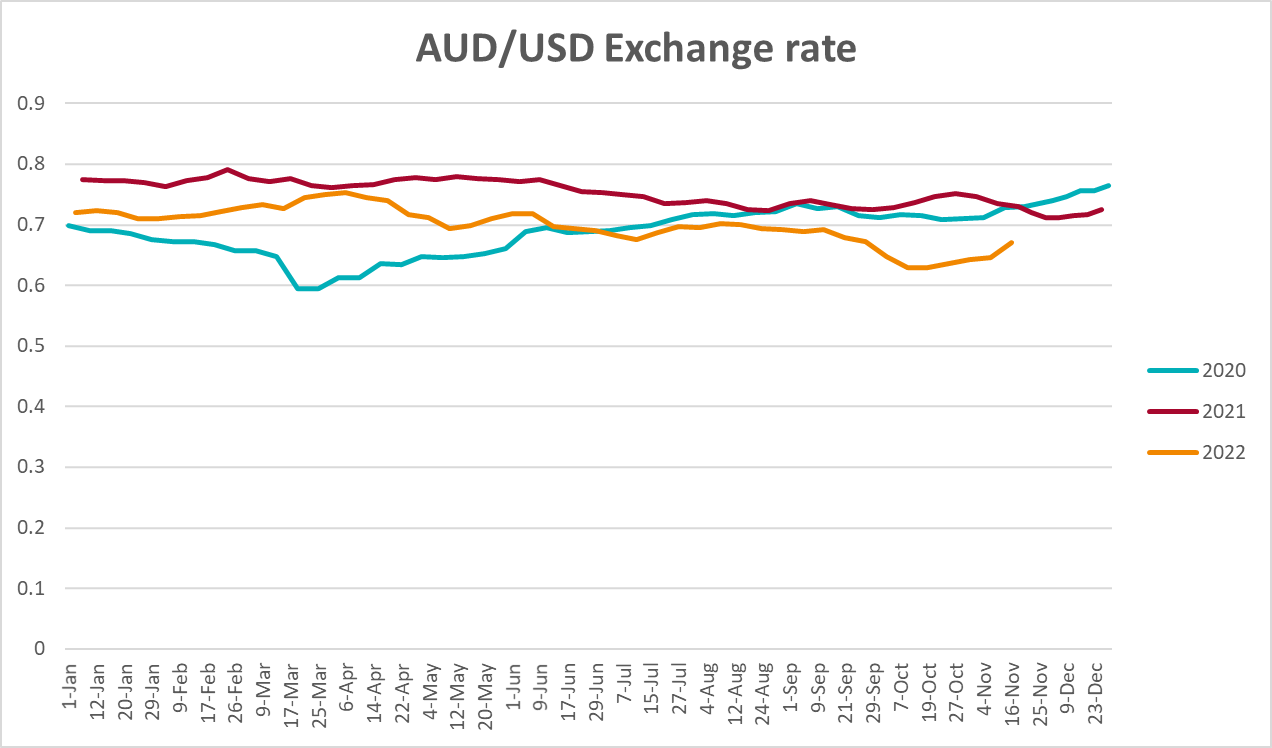 AUD/USD Exchange rate
0.9
0.8
0.7
0.6
0.5
0.4
0.3
0.2
0.1
0
1-Jan
12-Jan
20-Jan
29-Jan
9-Feb
17-Feb
26-Feb
9-Mar
17-Mar
25-Mar
6-Apr
14-Apr
22-Apr
4-May
12-May
20-May
1-Jun
9-Jun
17-Jun
29-Jun
7-Jul
15-Jul
27-Jul
4-Aug
12-Aug
24-Aug
1-Sep
9-Sep
21-Sep
29-Sep
7-Oct
19-Oct
27-Oct
4-Nov
16-Nov
25-Nov
9-Dec
23-Dec
2020
2021
2022